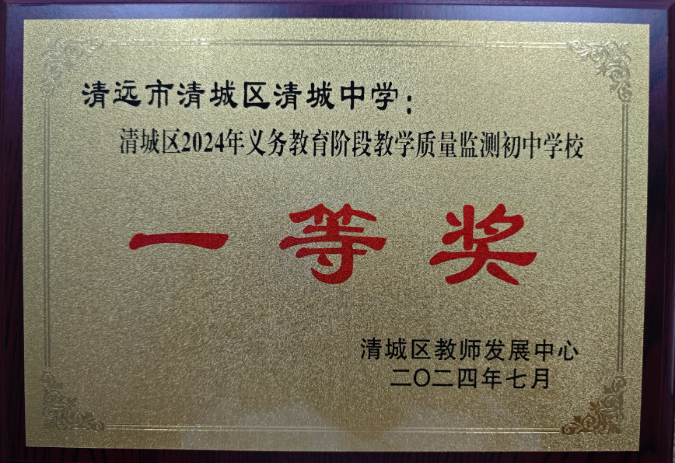 清远市清城区清城中学：
清城区2024年义务教育阶段教学质量监测初中学校
一等奖
清城区教师发展中心
二〇二四年七月